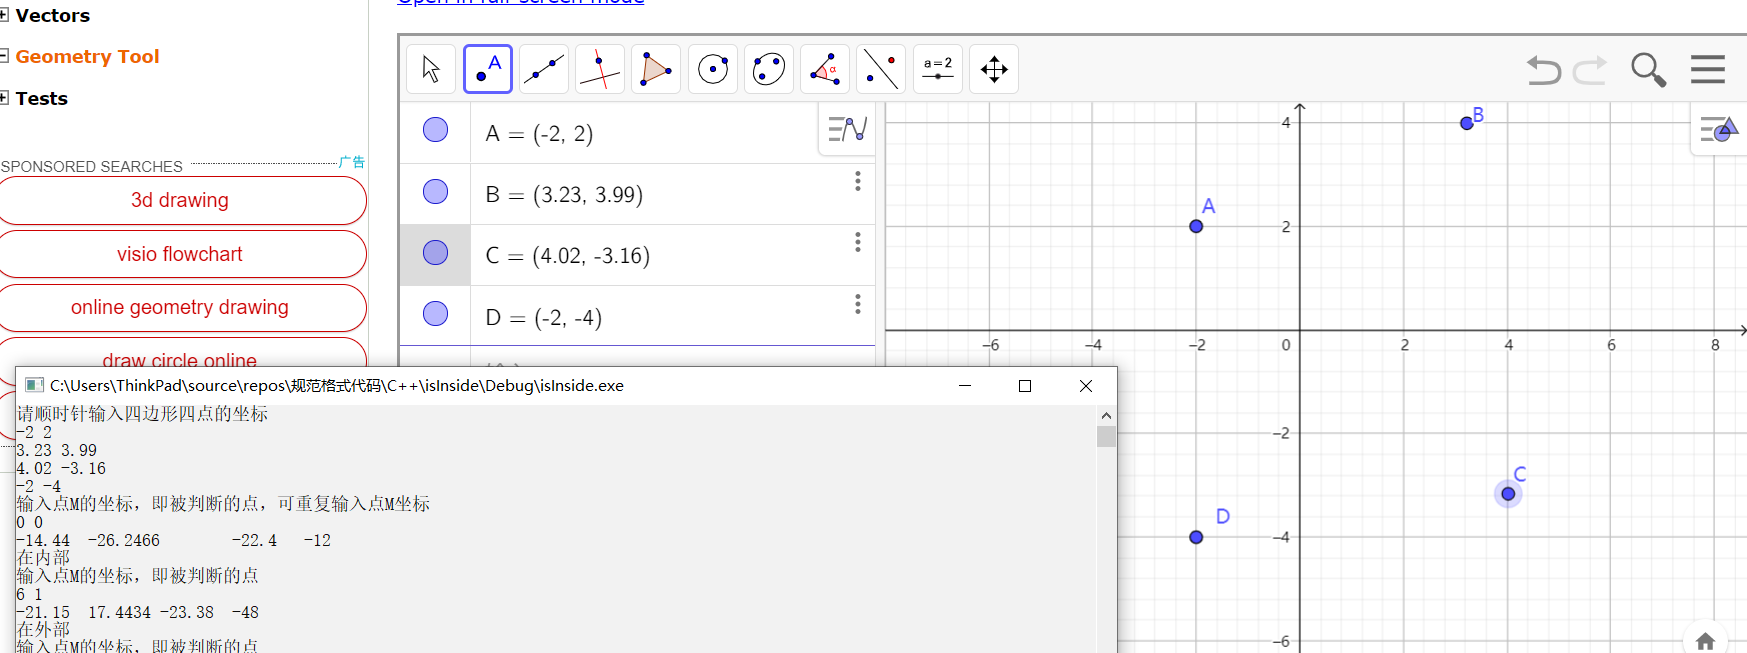 Open in full-screen mode
Vectors
Geometry Tool
Tests
SPONSORED SEARCHES 广告
3d drawing
visio flowchart
online geometry drawing
draw circle online
A
α
a=2
A = (-2, 2)
B = (3.23, 3.99)
C = (4.02, -3.16)
D = (-2, -4)
B
A
C
D
4
2
−6 −4 −2 0 2 4 6 8
−2
−4
−6
C:\Users\ThinkPad\source\repos\规范格式代码\C++\isInside\Debug\isInside.exe
请顺时针输入四边形四点的坐标
-2 2
3.23 3.99
4.02 -3.16
-2 -4
输入点M的坐标，即被判断的点，可重复输入点M坐标
0 0
-14.44 -26.2466 -22.4 -12
在内部
输入点M的坐标，即被判断的点
6 1
-21.15 17.4434 -23.38 -48
在外部
输入点M的坐标，即被判断的点